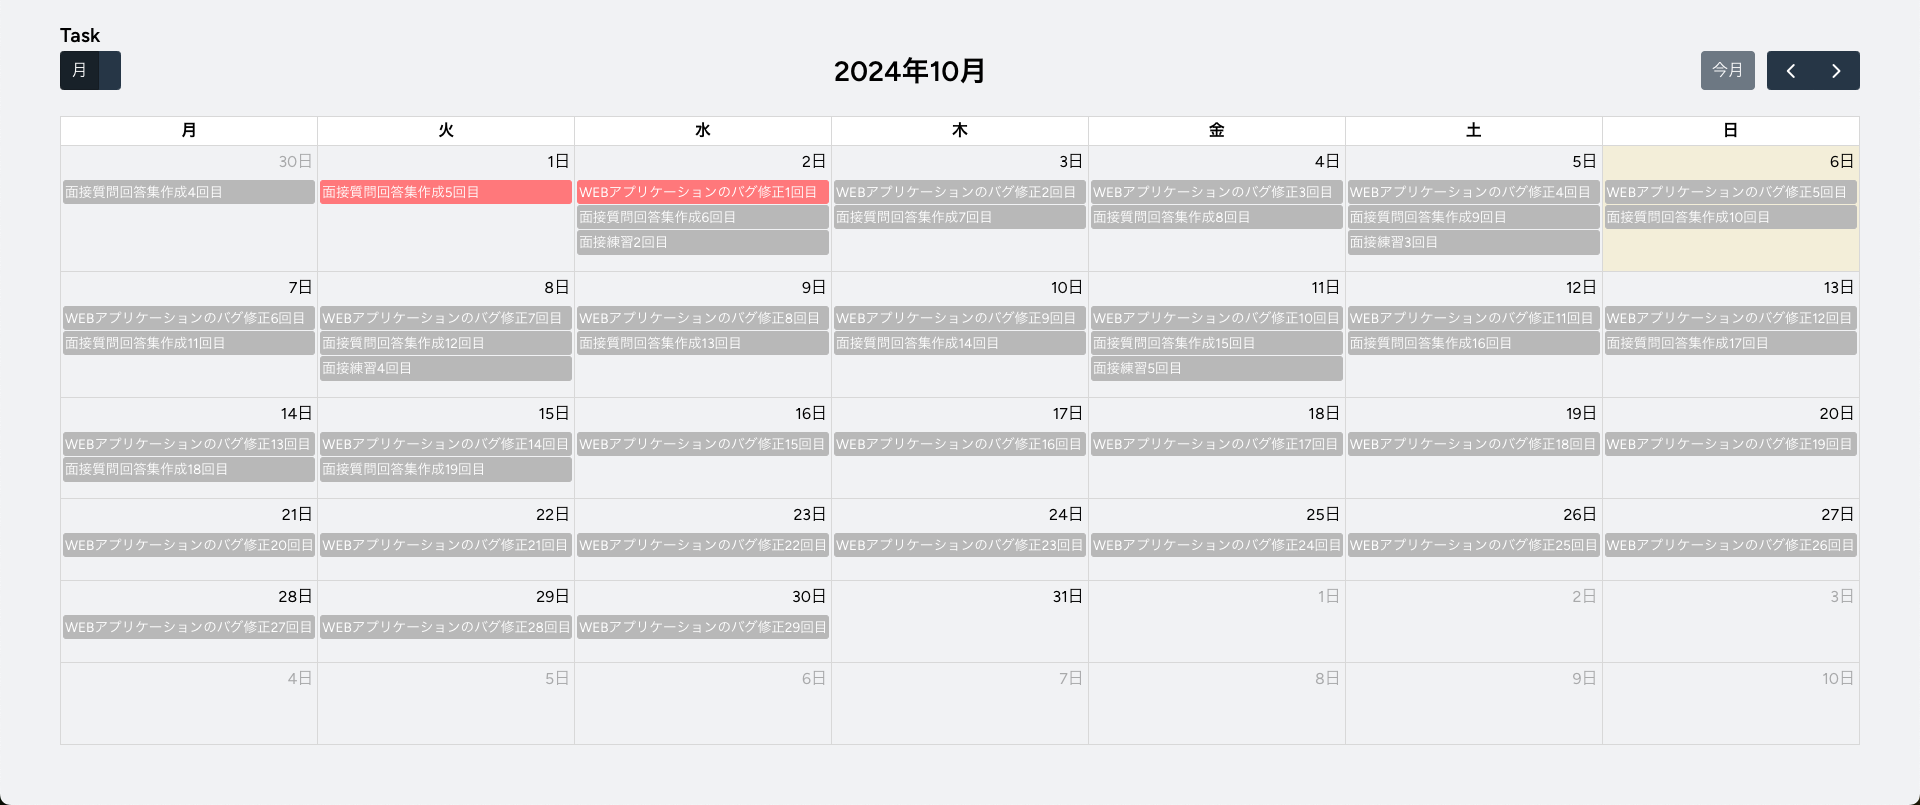 Task
月
2024年10月
今月
月 火 水 木 金 土 日
30日 1日 2日 3日 4日 5日 6日
面接質問回答集作成4回目 面接質問回答集作成5回目 WEBアプリケーションのバグ修正1回目 WEBアプリケーションのバグ修正2回目 WEBアプリケーションのバグ修正3回目 WEBアプリケーションのバグ修正4回目 WEBアプリケーションのバグ修正5回目
面接質問回答集作成6回目 面接質問回答集作成7回目 面接質問回答集作成8回目 面接質問回答集作成9回目 面接質問回答集作成10回目
面接練習2回目 面接練習3回目
7日 8日 9日 10日 11日 12日 13日
WEBアプリケーションのバグ修正6回目 WEBアプリケーションのバグ修正7回目 WEBアプリケーションのバグ修正8回目 WEBアプリケーションのバグ修正9回目 WEBアプリケーションのバグ修正10回目 WEBアプリケーションのバグ修正11回目 WEBアプリケーションのバグ修正12回目
面接質問回答集作成11回目 面接質問回答集作成12回目 面接質問回答集作成13回目 面接質問回答集作成14回目 面接質問回答集作成15回目 面接質問回答集作成16回目 面接質問回答集作成17回目
面接練習4回目 面接練習5回目
14日 15日 16日 17日 18日 19日 20日
WEBアプリケーションのバグ修正13回目 WEBアプリケーションのバグ修正14回目 WEBアプリケーションのバグ修正15回目 WEBアプリケーションのバグ修正16回目 WEBアプリケーションのバグ修正17回目 WEBアプリケーションのバグ修正18回目 WEBアプリケーションのバグ修正19回目
面接質問回答集作成18回目 面接質問回答集作成19回目
21日 22日 23日 24日 25日 26日 27日
WEBアプリケーションのバグ修正20回目 WEBアプリケーションのバグ修正21回目 WEBアプリケーションのバグ修正22回目 WEBアプリケーションのバグ修正23回目 WEBアプリケーションのバグ修正24回目 WEBアプリケーションのバグ修正25回目 WEBアプリケーションのバグ修正26回目
28日 29日 30日 31日 1日 2日 3日
WEBアプリケーションのバグ修正27回目 WEBアプリケーションのバグ修正28回目 WEBアプリケーションのバグ修正29回目
4日 5日 6日 7日 8日 9日 10日